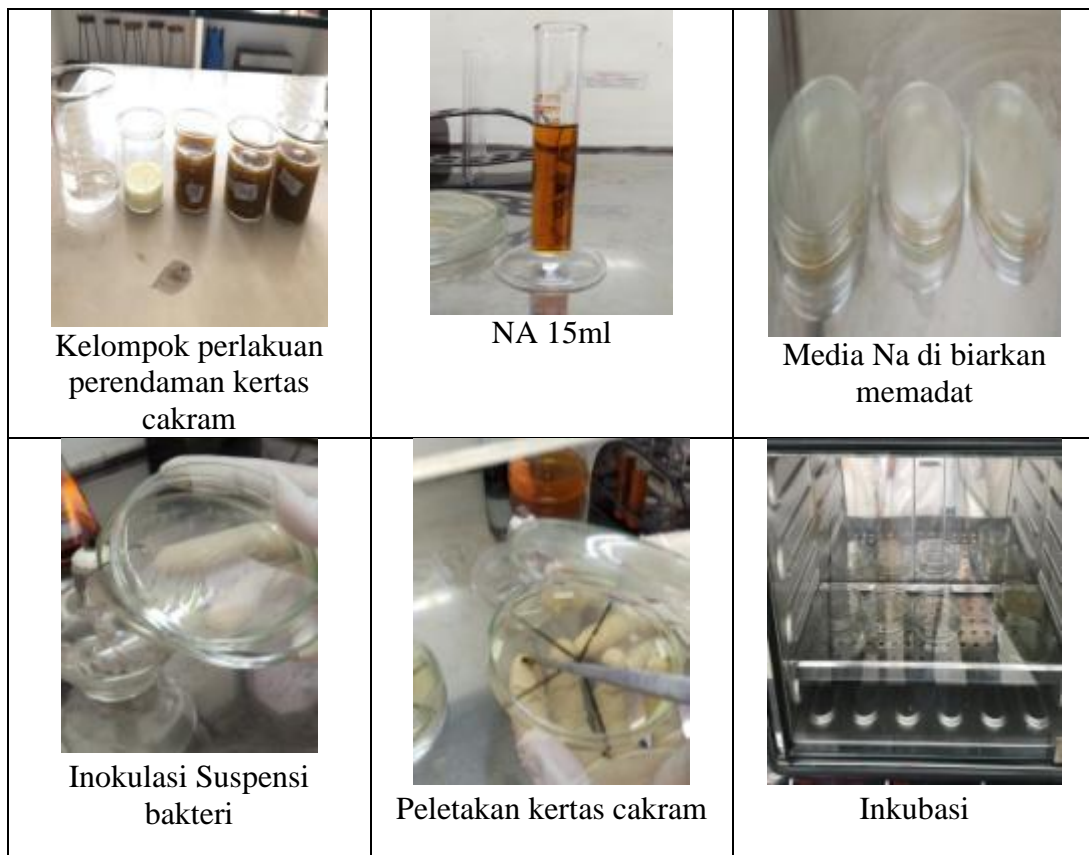 Kelompok perlakuan
perendaman kertas
cakram
NA 15ml
Media Na di biarkan
memadat
Inokulasi Suspensi
bakteri
Peletakan kertas cakram
Inkubasi